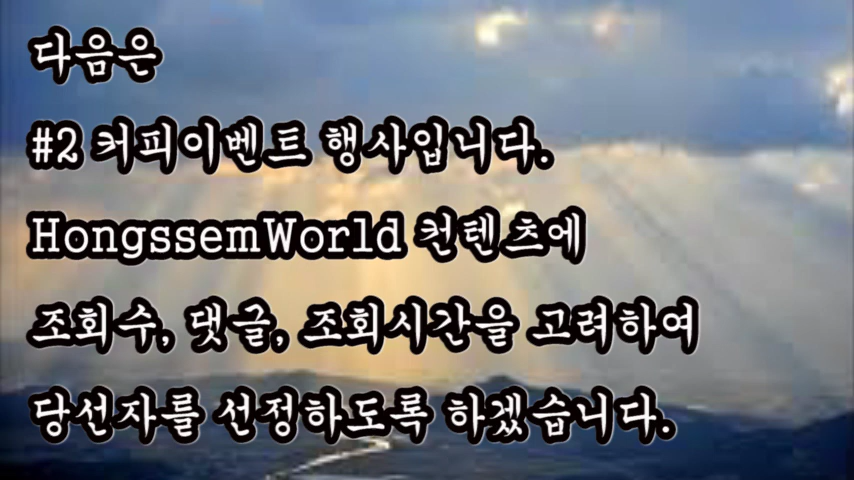 다음은
#2 커피이벤트 행사입니다.
HongssemWorld 컨텐츠에
조회수, 댓글, 조회시간을 고려하여
당선자를 선정하도록 하겠습니다.